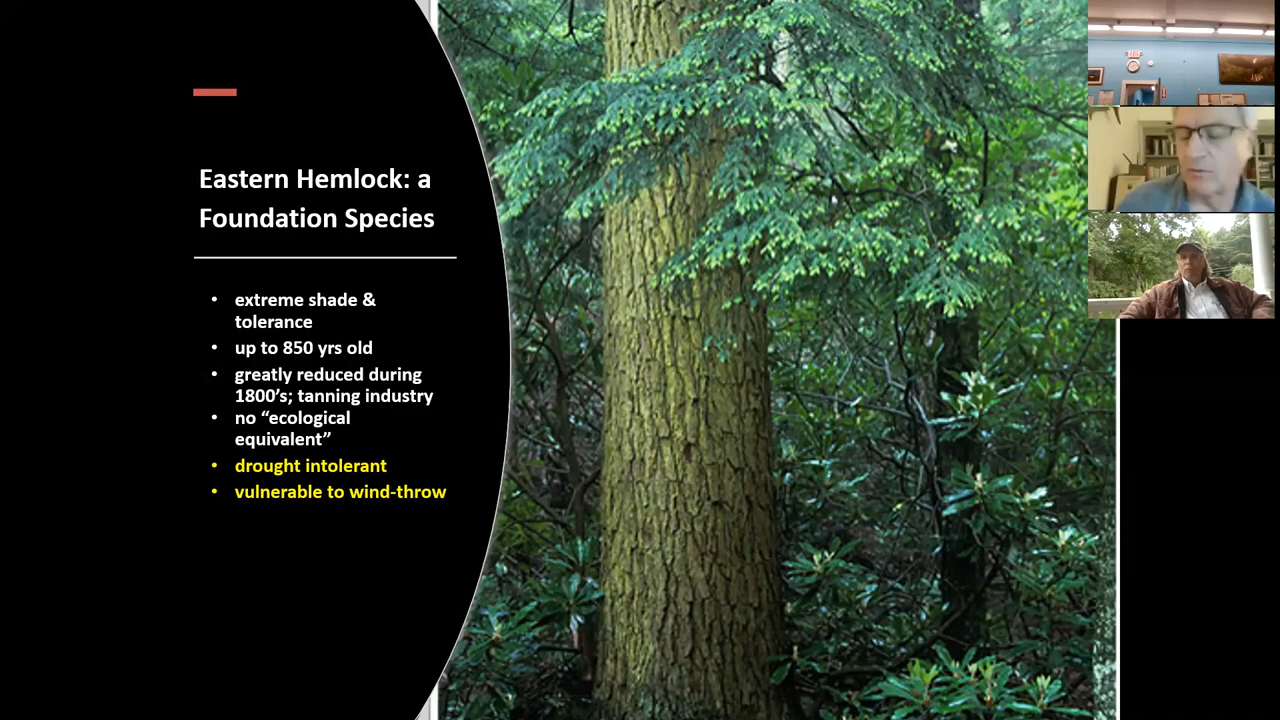 Eastern Hemlock: a
Foundation Species
• extreme shade &
tolerance
• up to 850 yrs old
• greatly reduced during
1800's; tanning industry
• no “ecological
equivalent”
• drought intolerant
• vulnerable to wind-throw